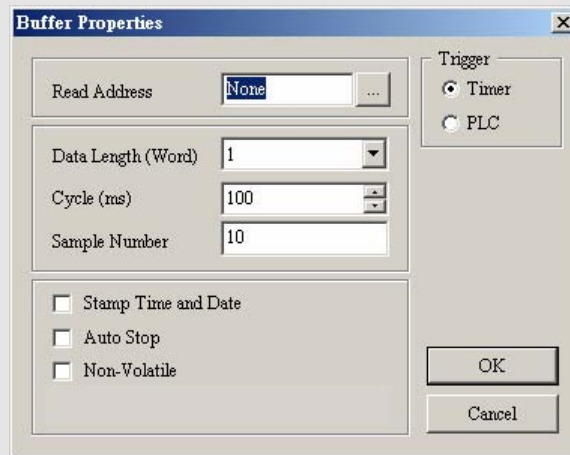 Buffer Properties
Read Address
None
...
Data Length (Word)
1
Cycle (ms)
100
Sample Number
10
Stamp Time and Date
Auto Stop
Non-Volatile
Trigger
Timer
PLC
OK
Cancel